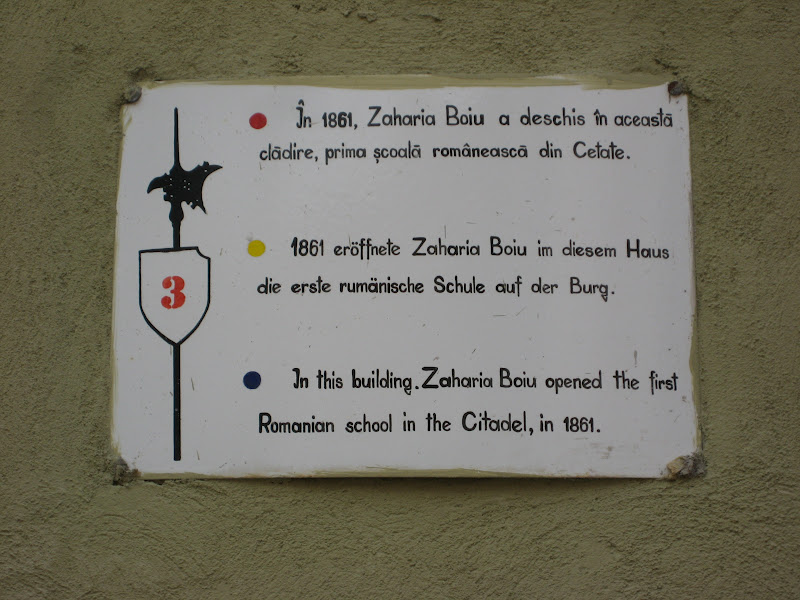 În 1861, Zaharia Boiu a deschis în această
clădire, prima școală românească din Cetate.
3
1861 eröffnete Zaharia Boiu im diesem Haus
die erste rumänische Schule auf der Burg.
In this building. Zaharia Boiu opened the first
Romanian school in the Citadel, in 1861.